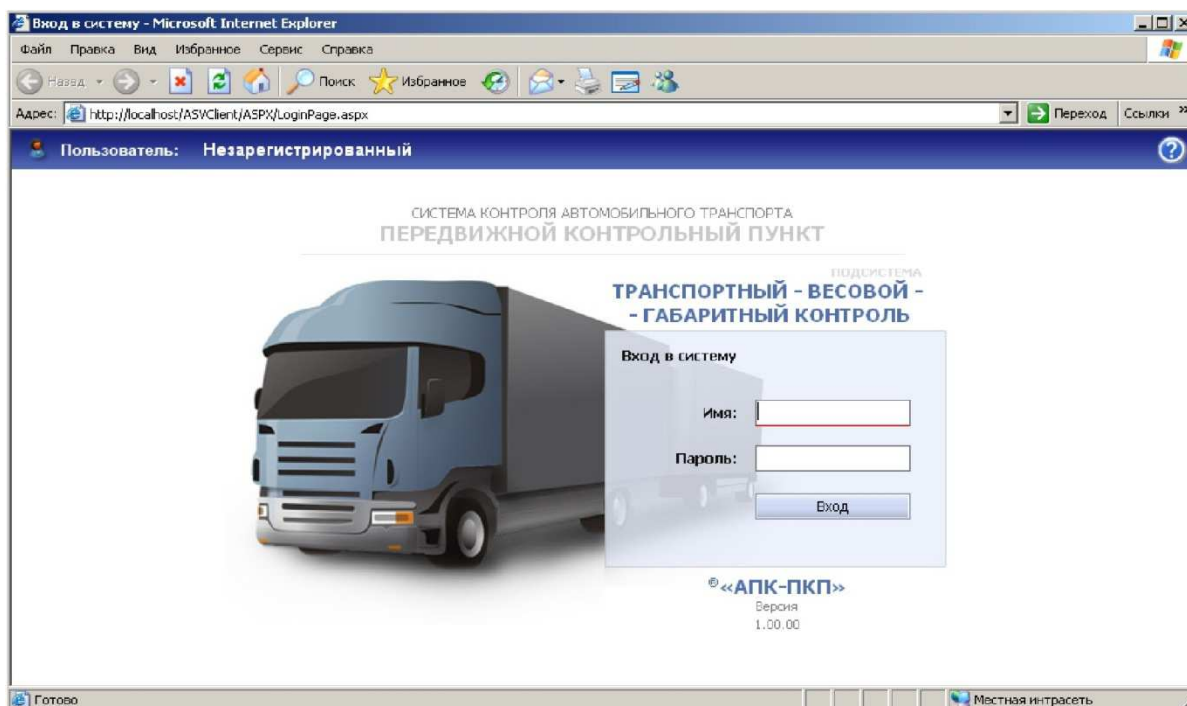 Вход в систему - Microsoft Internet Explorer
Файл Правка Вид Избранное Сервис Справка
Назад Поиск Избранное
Адрес: http://localhost/ASVClient/ASPX/LoginPage.aspx Переход Ссылки »
Пользователь: Незарегистрированный
СИСТЕМА КОНТРОЛЯ АВТОМОБИЛЬНОГО ТРАНСПОРТА
ПЕРЕДВИЖНОЙ КОНТРОЛЬНЫЙ ПУНКТ
ПОДСИСТЕМА
ТРАНСПОРТНЫЙ - ВЕСОВОЙ -
- ГАБАРИТНЫЙ КОНТРОЛЬ
Вход в систему
Имя:
Пароль:
Вход
©«АПК-ПКП»
Версия
1.00.00
Готово Местная интрасеть